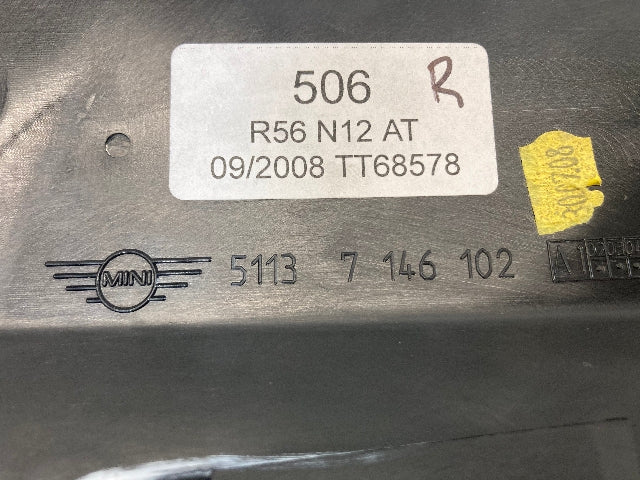 506 R
R56 N12 AT
09/2008 TT68578
MINI 5113 7 146 102